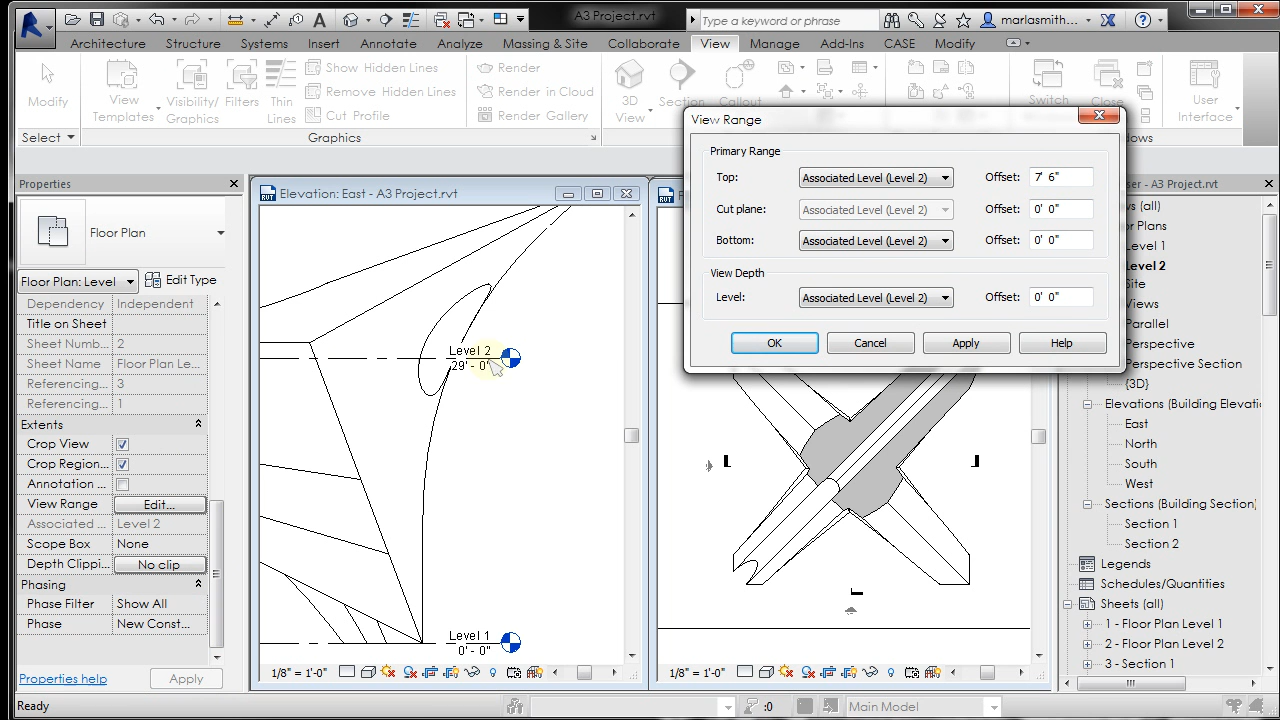 A3 Project.rvt
Type a keyword or phrase
marlasmith...
Architecture Structure Systems Insert Annotate Analyze Massing & Site Collaborate View Manage Add-Ins CASE Modify
Modify
View Templates
Visibility/ Graphics
Filters
Thin Lines
Show Hidden Lines
Remove Hidden Lines
Cut Profile
Render
Render in Cloud
Render Gallery
3D View
Section
Callout
Switch
Close
User Interface
Select
Graphics
View Range
Primary Range
Top: Associated Level (Level 2) Offset: 7' 6"
Cut plane: Associated Level (Level 2) Offset: 0' 0"
Bottom: Associated Level (Level 2) Offset: 0' 0"
View Depth
Level: Associated Level (Level 2) Offset: 0' 0"
OK Cancel Apply Help
Properties
Floor Plan
Floor Plan: Level
Edit Type
Dependency Independent
Title on Sheet
Sheet Numb... 2
Sheet Name Floor Plan Le...
Referencing... 3
Referencing... 1
Extents
Crop View
Crop Region...
Annotation ...
View Range Edit...
Associated ... Level 2
Scope Box None
Depth Clippi... No clip
Phasing
Phase Filter Show All
Phase New Const...
Properties help
Apply
Elevation: East - A3 Project.rvt
Level 2
29' - 0"
Level 1
0' - 0"
1/8" = 1'-0"
1/8" = 1'-0"
ser - A3 Project.rvt
ws (all)
or Plans
Level 1
Level 2
Site
Views
Parallel
Perspective
Perspective Section
{3D}
Elevations (Building Elevatio
East
North
South
West
Sections (Building Section)
Section 1
Section 2
Legends
Schedules/Quantities
Sheets (all)
1 - Floor Plan Level 1
2 - Floor Plan Level 2
3 - Section 1
Ready
:0
Main Model